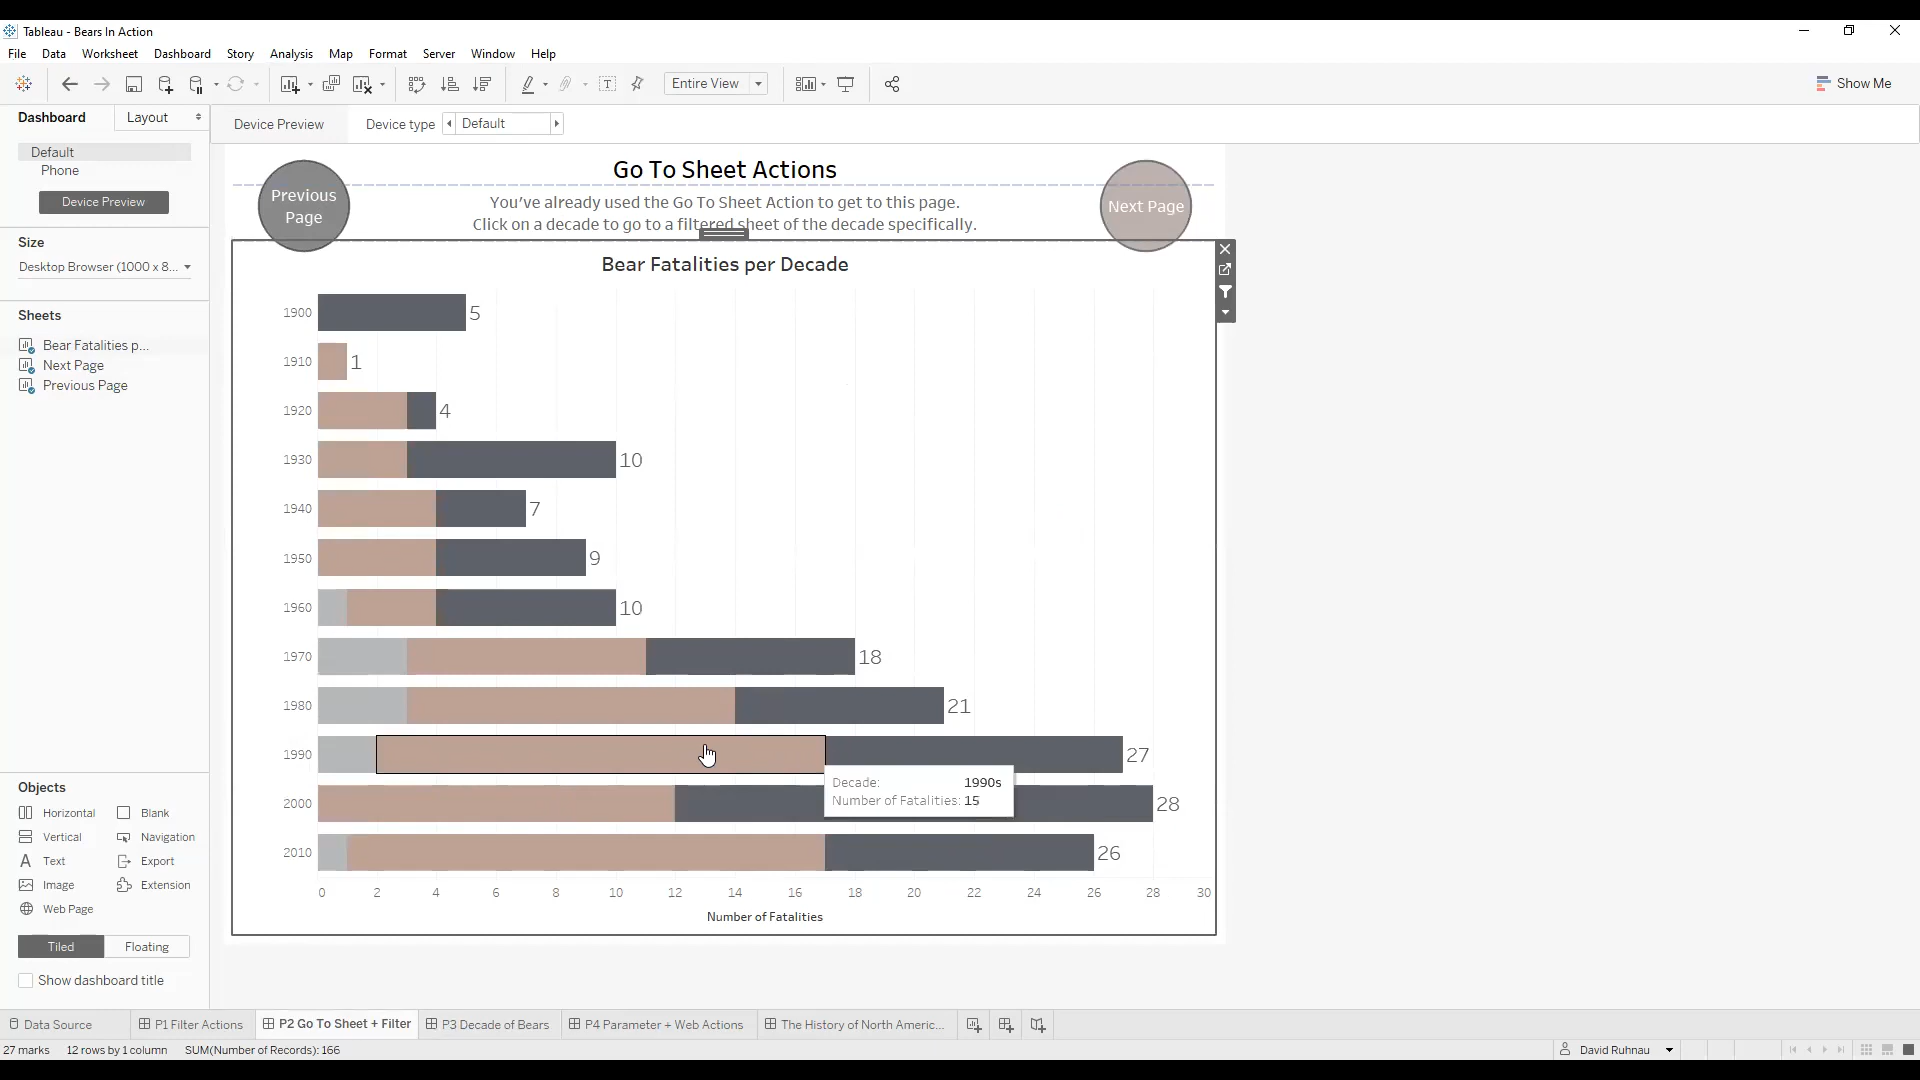 Tableau - Bears In Action
File Data Worksheet Dashboard Story Analysis Map Format Server Window Help
Entire View
Show Me
Dashboard Layout
Device Preview Device type Default
Default
Phone
Device Preview
Size
Desktop Browser (1000 x 8...
Sheets
Bear Fatalities p...
Next Page
Previous Page
Objects
Horizontal Blank
Vertical Navigation
Text Export
Image Extension
Web Page
Tiled Floating
Show dashboard title
Previous
Page
Go To Sheet Actions
You've already used the Go To Sheet Action to get to this page.
Click on a decade to go to a filtered sheet of the decade specifically.
Next Page
Bear Fatalities per Decade
1900 5
1910 1
1920 4
1930 10
1940 7
1950 9
1960 10
1970 18
1980 21
1990 27
Decade: 1990s
Number of Fatalities: 15
2000 28
2010 26
0 2 4 6 8 10 12 14 16 18 20 22 24 26 28 30
Number of Fatalities
Data Source P1 Filter Actions P2 Go To Sheet + Filter P3 Decade of Bears P4 Parameter + Web Actions The History of North Americ...
27 marks 12 rows by 1 column SUM(Number of Records): 166 David Ruhnau